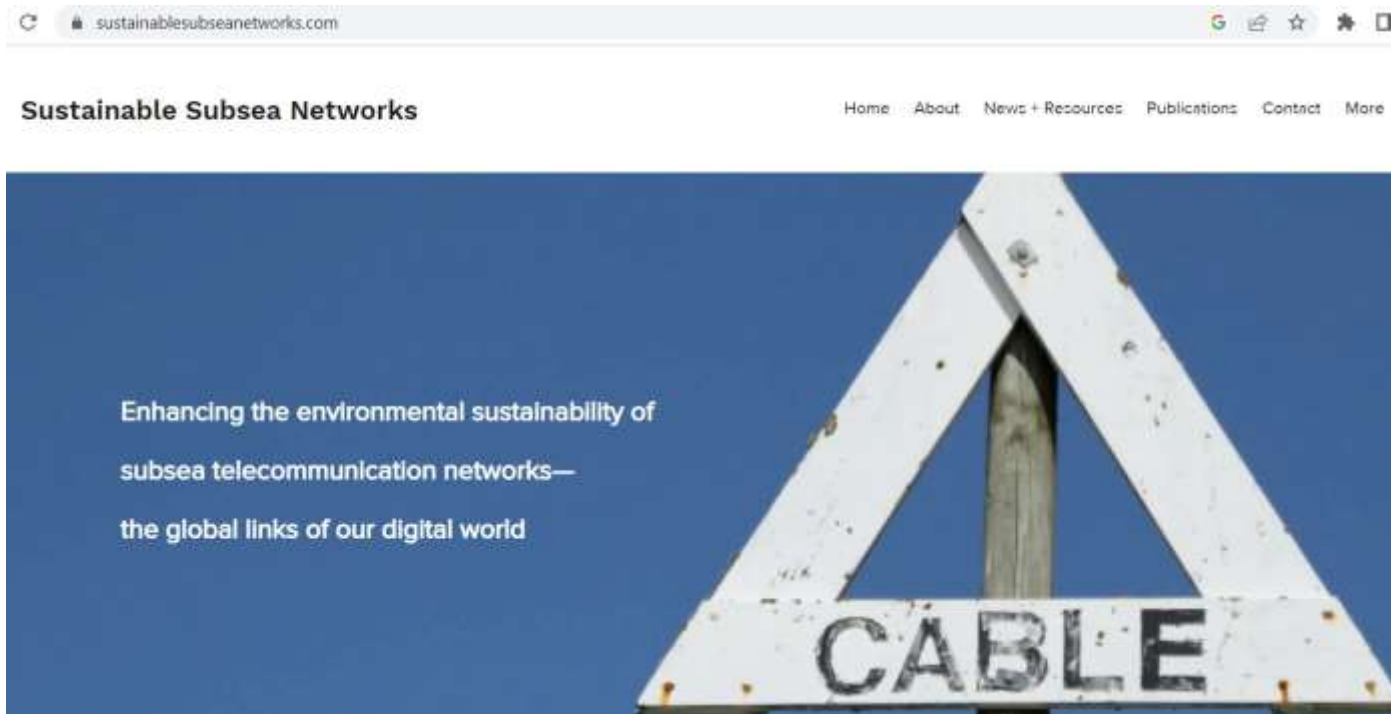 sustainablesubseanetworks.com
Sustainable Subsea Networks
Home About News + Resources Publications Contact More
Enhancing the environmental sustainability of
subsea telecommunication networks—
the global links of our digital world
CABLE